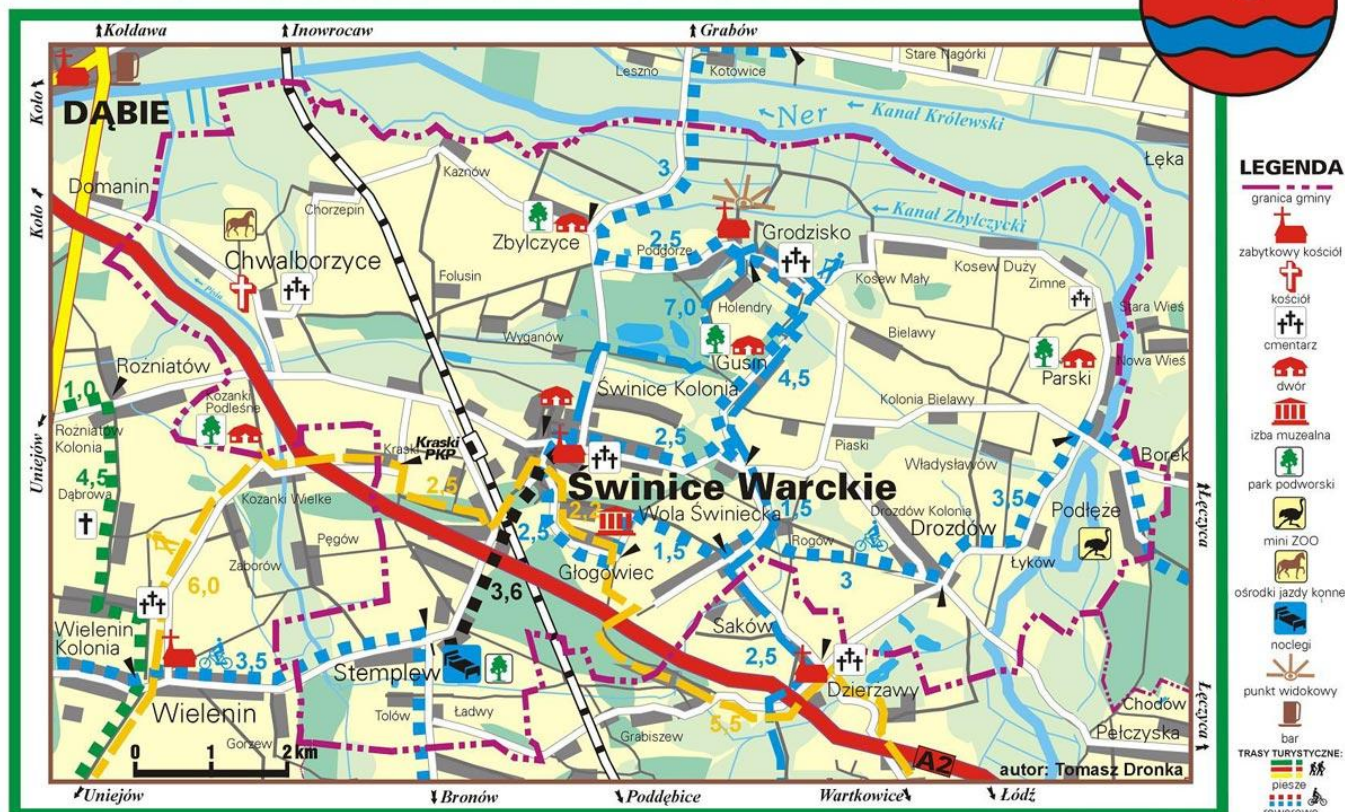 Kołdawa
Inowrocaw
Grabów
Koło
DĄBIE
Leszno
Kotowice
Stare Nagórki
Ner
Kanał Królewski
Łęka
Koło
Domanin
Kaznów
Chorzepin
3
Kanał Zbylczycki
Zbylczyce
2,5
Podgórze
Grodzisko
Chwalborzyce
Folusin
Kosew Mały
Kosew Duży
Zimne
Pisia
7,0
Holendry
Stara Wieś
Wyganów
Bielawy
Gusin
Nowa Wieś
Rożniatów
Parski
1,0
Kozanki
Podleśne
Świnice Kolonia
4,5
Kolonia Bielawy
Uniejów
Rożniatów
Kolonia
Kraski
Kraski
PKP
2,5
Piaski
Borek
4,5
Władysławów
Dąbrowa
2,5
Świnice Warckie
Kozanki Wielke
2,2
Wola Świniecka
1,5
Drozdów Kolonia
3,5
Podłęże
Łęczyca
Pęgów
2,5
1,5
Rogów
Drozdów
Głogowiec
Zaborów
6,0
3,6
3
Łyków
Wielenin
Kolonia
Saków
3,5
Stemplew
2,5
Dzierzawy
Łęczyca
Wielenin
Tolów
Ładwy
5,5
Chodów
Gorzew
Grabiszew
Pełczyska
0 1 2 km
A2
autor: Tomasz Dronka
Uniejów
Bronów
Poddębice
Wartkowice
Łódź
LEGENDA
granica gminy
zabytkowy kościół
kościół
cmentarz
dwór
izba muzealna
park podworski
mini ZOO
ośrodki jazdy konne
noclegi
punkt widokowy
bar
TRASY TURYSTYCZNE:
piesze
rowerowe